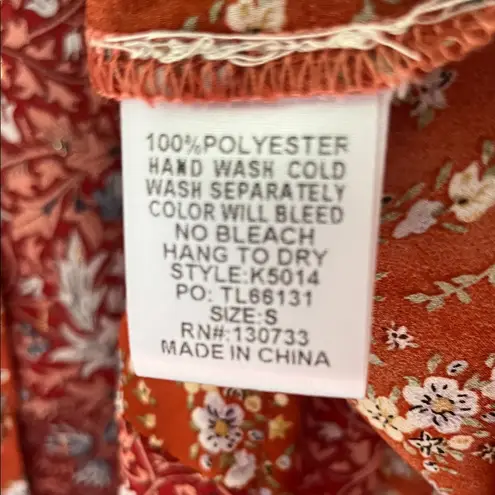 100%POLYESTER
HAND WASH COLD
WASH SEPARATELY
COLOR WILL BLEED
NO BLEACH
HANG TO DRY
STYLE:K5014
PO: TL66131
SIZE:S
RN#:130733
MADE IN CHINA